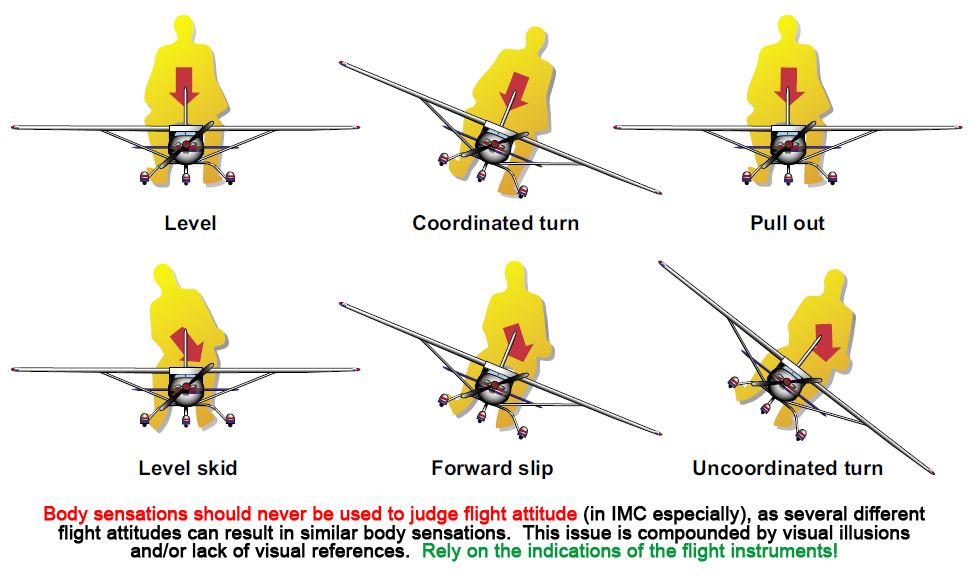 Level
Coordinated turn
Pull out
Level skid
Forward slip
Uncoordinated turn
Body sensations should never be used to judge flight attitude (in IMC especially), as several different
flight attitudes can result in similar body sensations.  This issue is compounded by visual illusions
and/or lack of visual references.  Rely on the indications of the flight instruments!